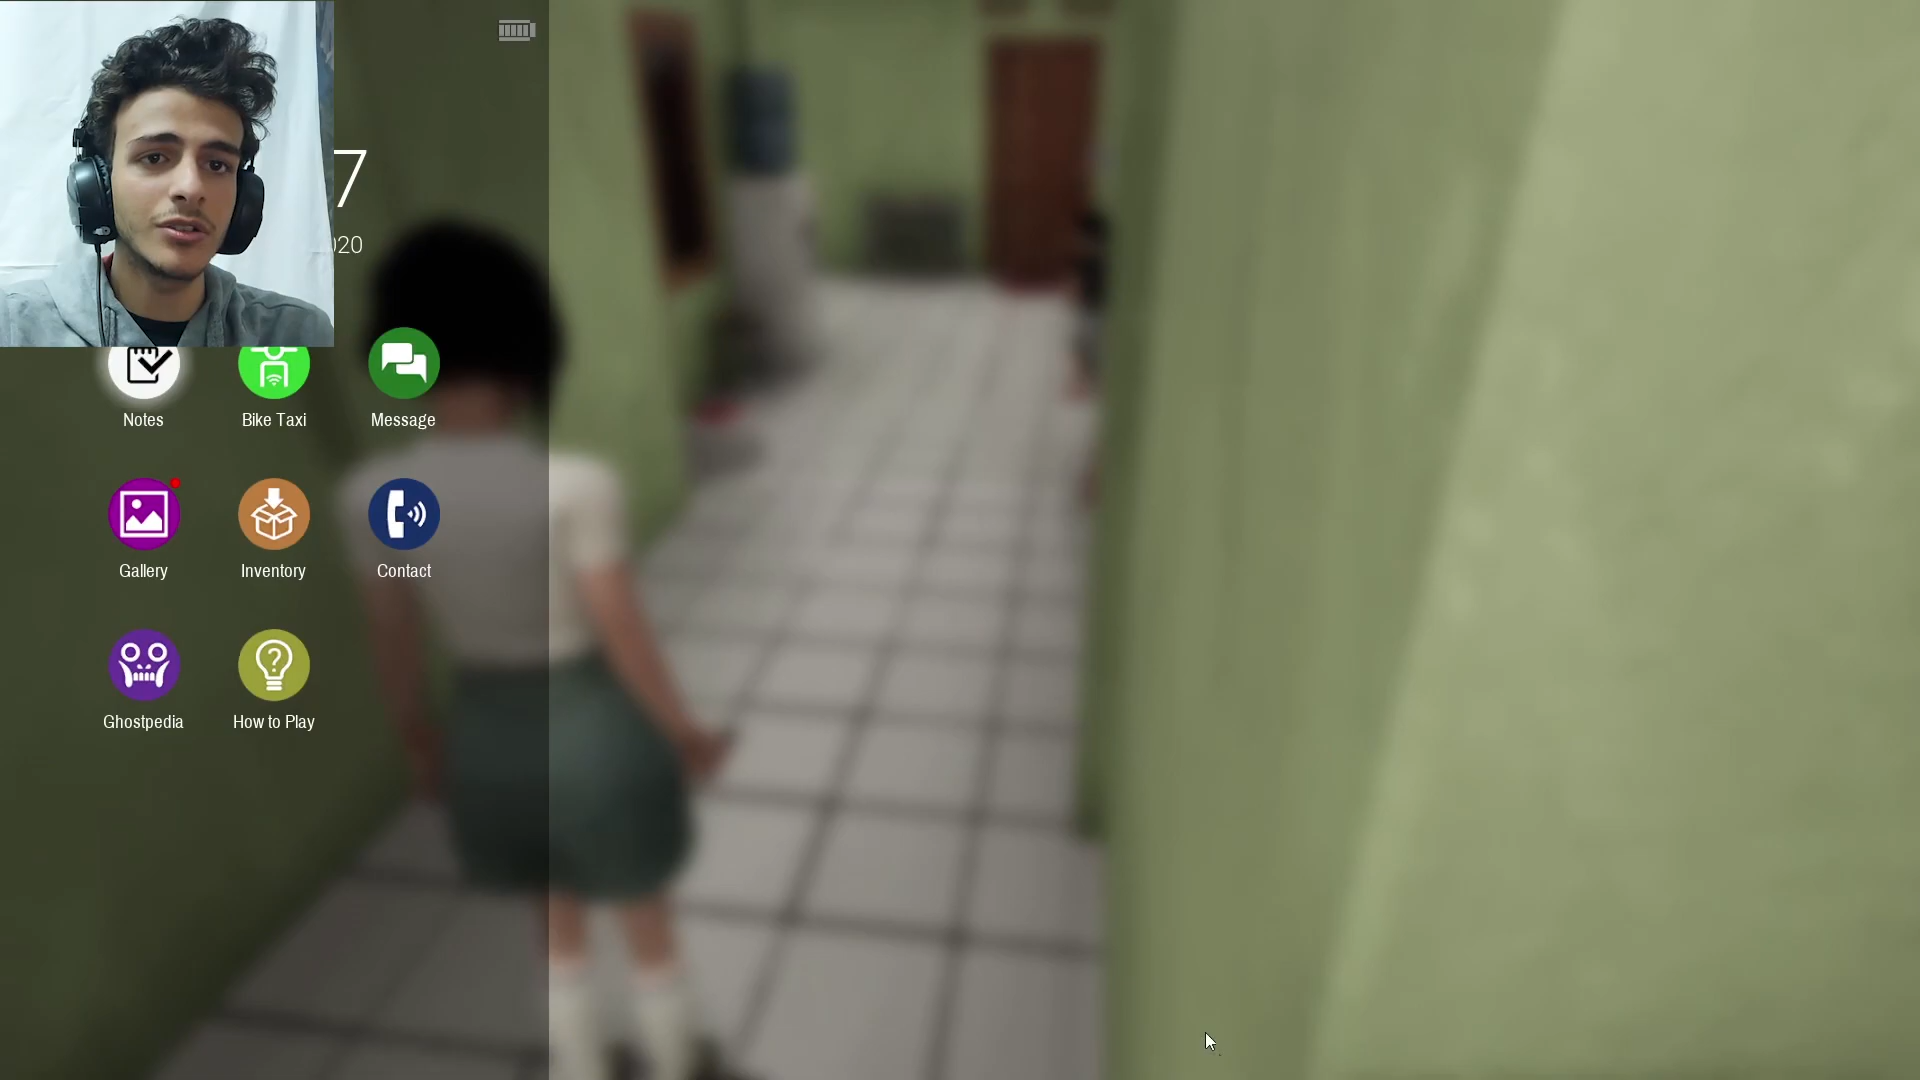 7
020
Notes
Bike Taxi
Message
Gallery
Inventory
Contact
Ghostpedia
How to Play